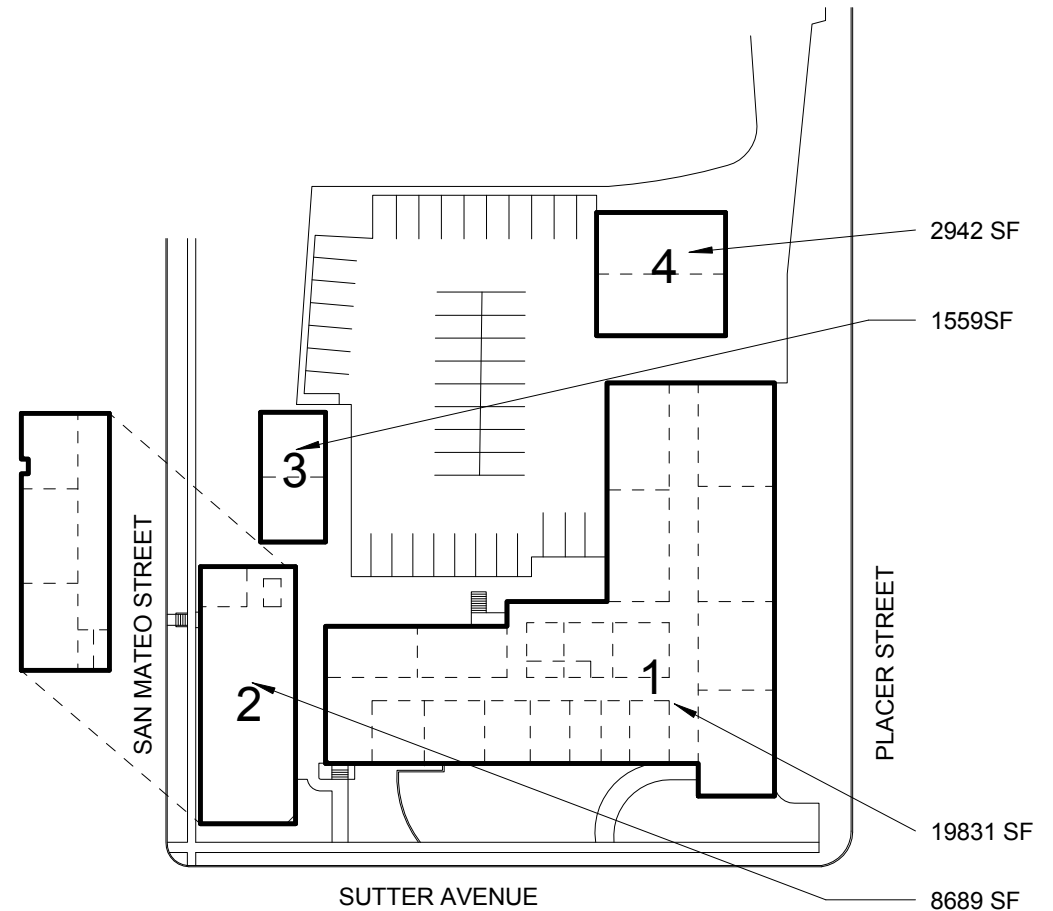 2942 SF
4
1559SF
3
SAN MATEO STREET
PLACER STREET
1
2
19831 SF
SUTTER AVENUE
8689 SF